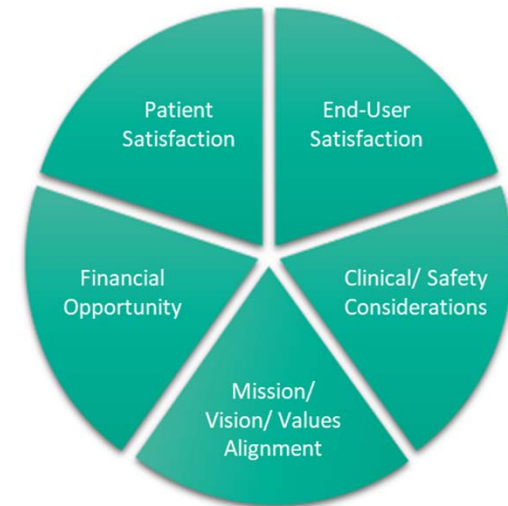 Patient
Satisfaction
End-User
Satisfaction
Financial
Opportunity
Clinical/ Safety
Considerations
Mission/
Vision/ Values
Alignment